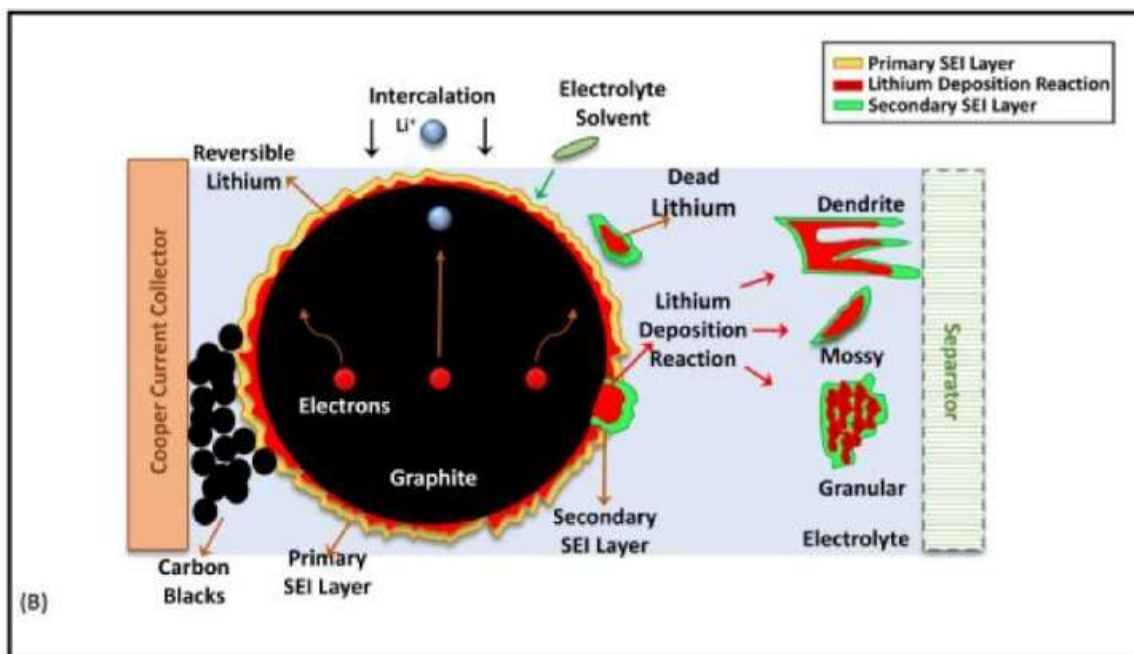 Primary SEI Layer
Lithium Deposition Reaction
Secondary SEI Layer
Intercalation
Li⁺
Electrolyte
Solvent
Reversible
Lithium
Dead
Lithium
Dendrite
Cooper Current Collector
Lithium
Deposition
Reaction
Mossy
Separator
Electrons
Graphite
Granular
Secondary
SEI Layer
Electrolyte
Primary
SEI Layer
Carbon
Blacks
(B)